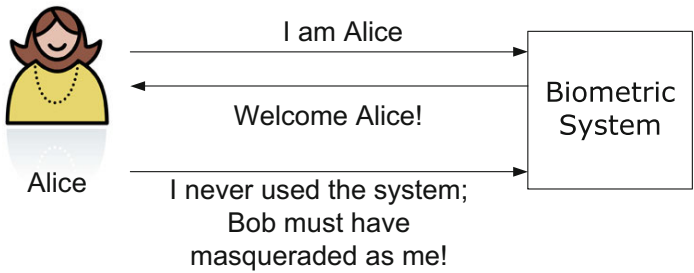 I am Alice
Welcome Alice!
Biometric
System
Alice
I never used the system;
Bob must have
masqueraded as me!